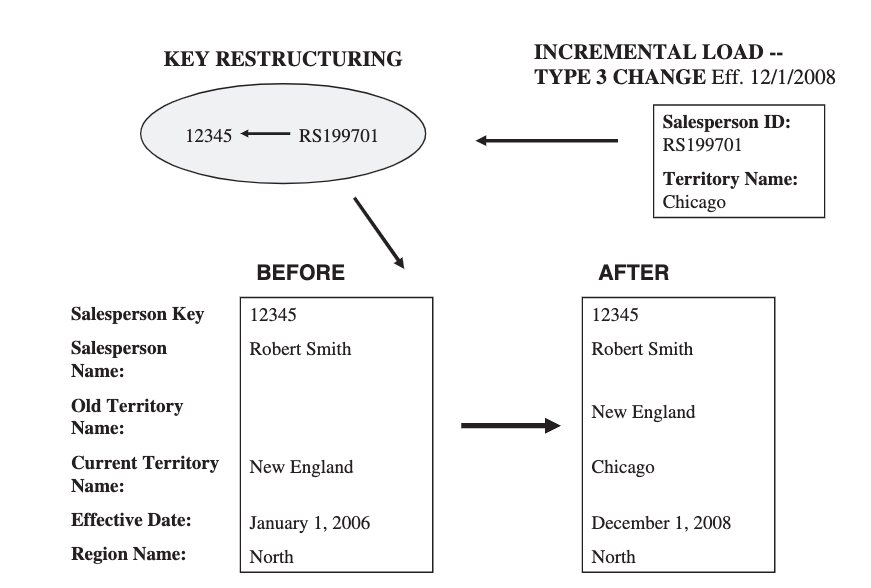 KEY RESTRUCTURING
INCREMENTAL LOAD --
TYPE 3 CHANGE Eff. 12/1/2008
12345
RS199701
Salesperson ID:
RS199701
Territory Name:
Chicago
BEFORE
AFTER
Salesperson Key
12345
12345
Salesperson
Name:
Robert Smith
Robert Smith
Old Territory
Name:
New England
Current Territory
Name:
New England
Chicago
Effective Date:
January 1, 2006
December 1, 2008
Region Name:
North
North